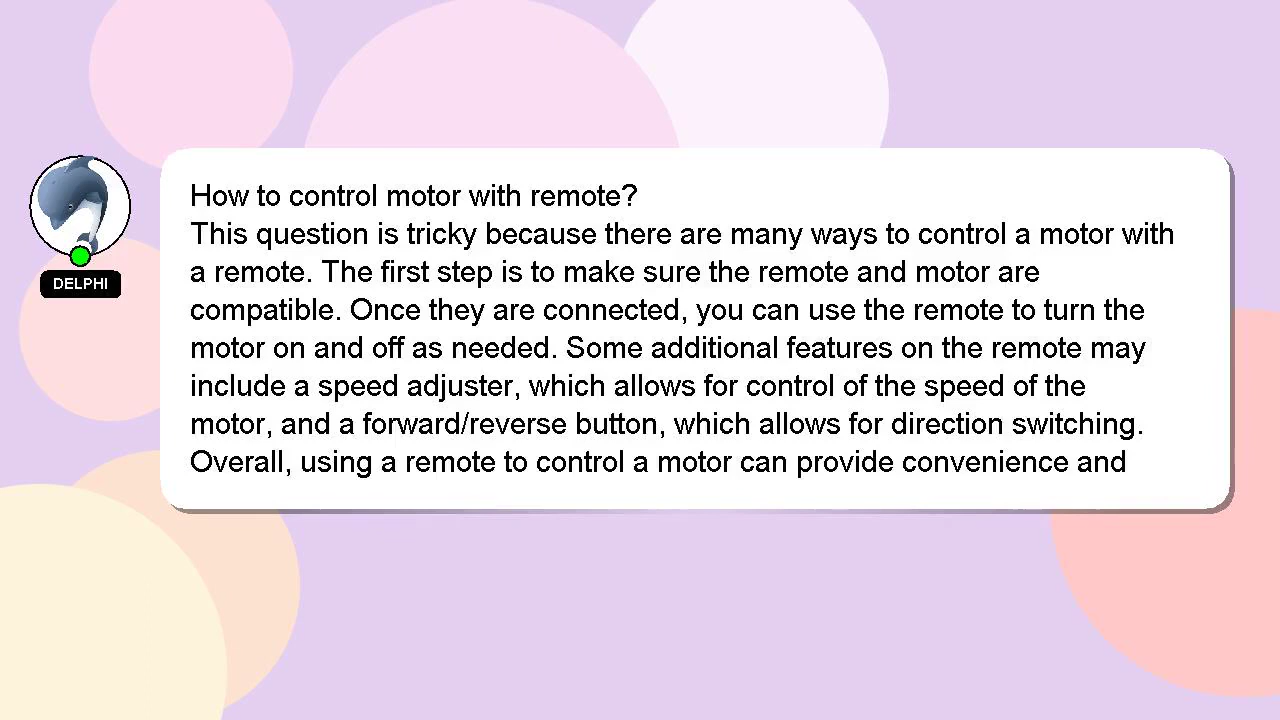 How to control motor with remote?
This question is tricky because there are many ways to control a motor with
a remote. The first step is to make sure the remote and motor are
compatible. Once they are connected, you can use the remote to turn the
motor on and off as needed. Some additional features on the remote may
include a speed adjuster, which allows for control of the speed of the
motor, and a forward/reverse button, which allows for direction switching.
Overall, using a remote to control a motor can provide convenience and
DELPHI